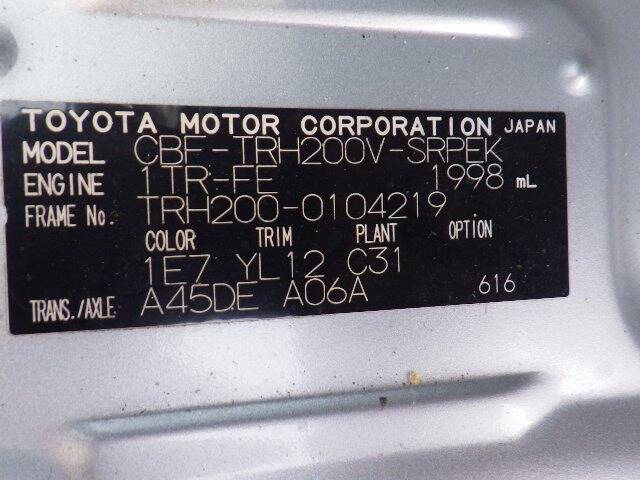 TOYOTA MOTOR CORPORATION JAPAN
MODEL CBF-TRH200V-SRPEK
ENGINE 1TR-FE 1998 mL
FRAME No. TRH200-0104219
COLOR TRIM PLANT OPTION
1E7 YL12 C31
TRANS./AXLE A45DE A06A 616